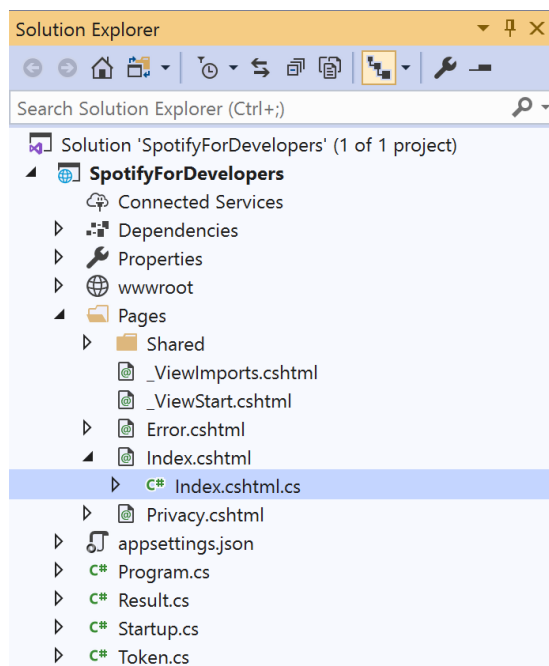 Solution Explorer
Search Solution Explorer (Ctrl+;)
Solution 'SpotifyForDevelopers' (1 of 1 project)
SpotifyForDevelopers
Connected Services
Dependencies
Properties
wwwroot
Pages
Shared
_ViewImports.cshtml
_ViewStart.cshtml
Error.cshtml
Index.cshtml
C# Index.cshtml.cs
Privacy.cshtml
appsettings.json
C# Program.cs
C# Result.cs
C# Startup.cs
C# Token.cs